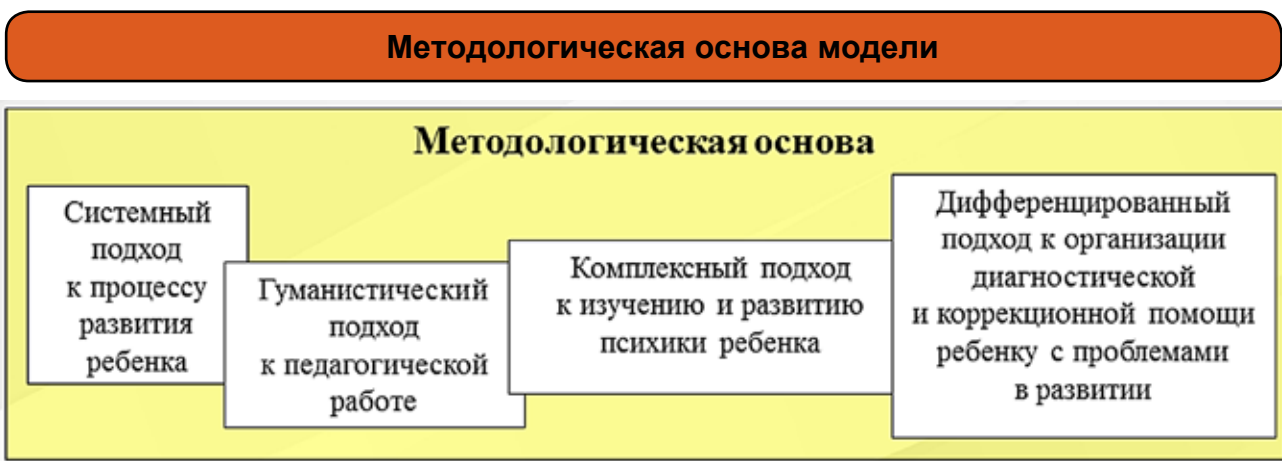 Методологическая основа модели
Методологическая основа
Системный
подход
к процессу
развития
ребенка
Гуманистический
подход
к педагогической
работе
Комплексный подход
к изучению и развитию
психики ребенка
Дифференцированный
подход к организации
диагностической
и коррекционной помощи
ребенку с проблемами
в развитии